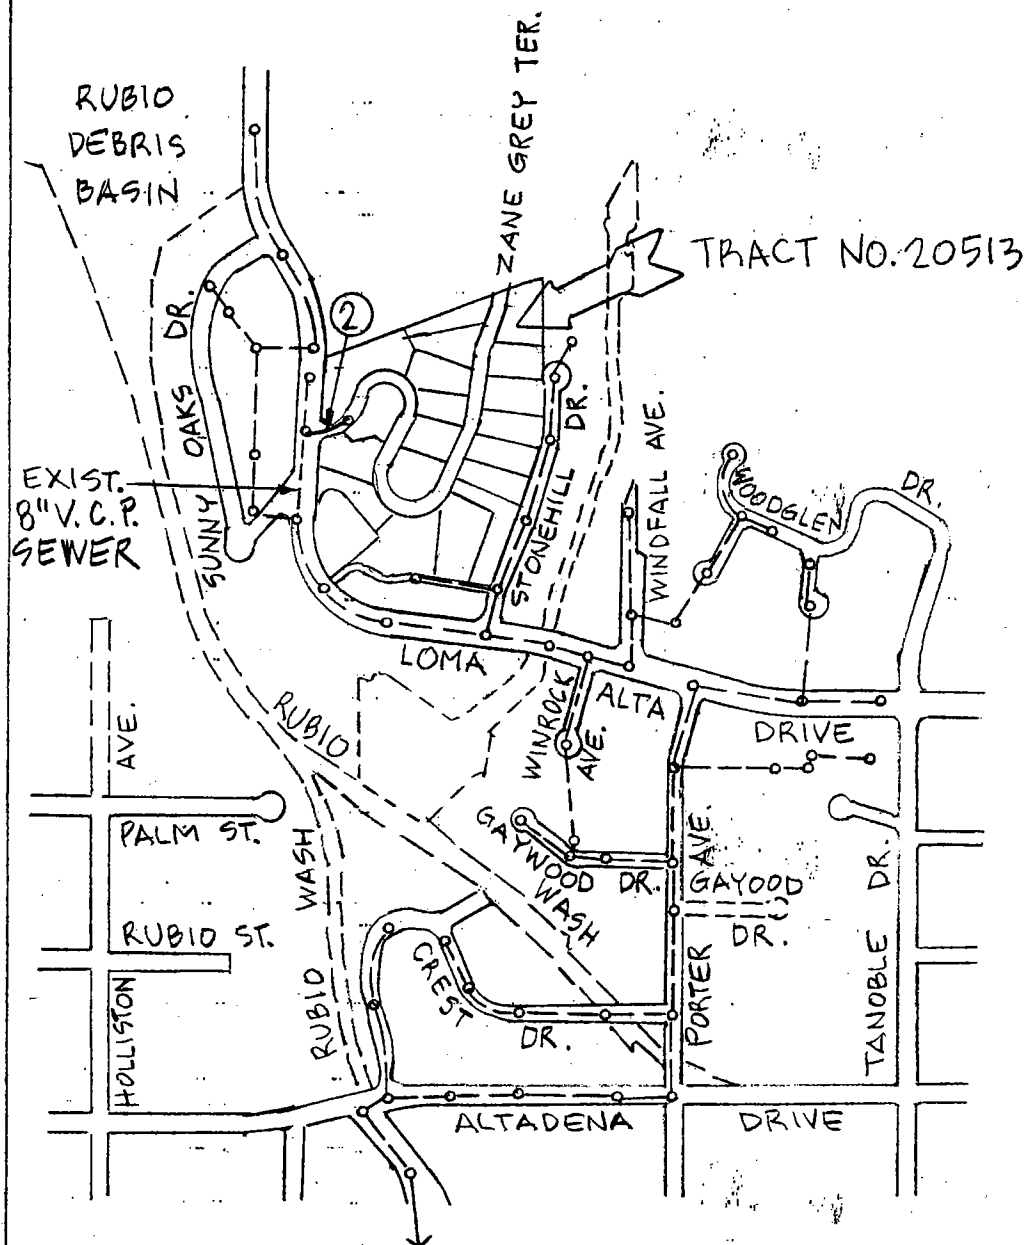 RUBIO
DEBRIS
BASIN
ZANE GREY TER.
TRACT NO. 20513
2
DR.
OAKS
SUNNY
EXIST.
8" V.C.P.
SEWER
STONEHILL
DR.
WINDFALL AVE.
WOODGLEN
DR.
LOMA
ALTA
DRIVE
WINROCK
AVE.
RUBIO
WASH
AVE.
HOLLISTON
PALM ST.
RUBIO ST.
WASH
RUBIO
GAYWOOD
DR.
AVE.
PORTER
GAYOOD
DR.
CREST
DR.
TANOBLE
DR.
ALTADENA
DRIVE